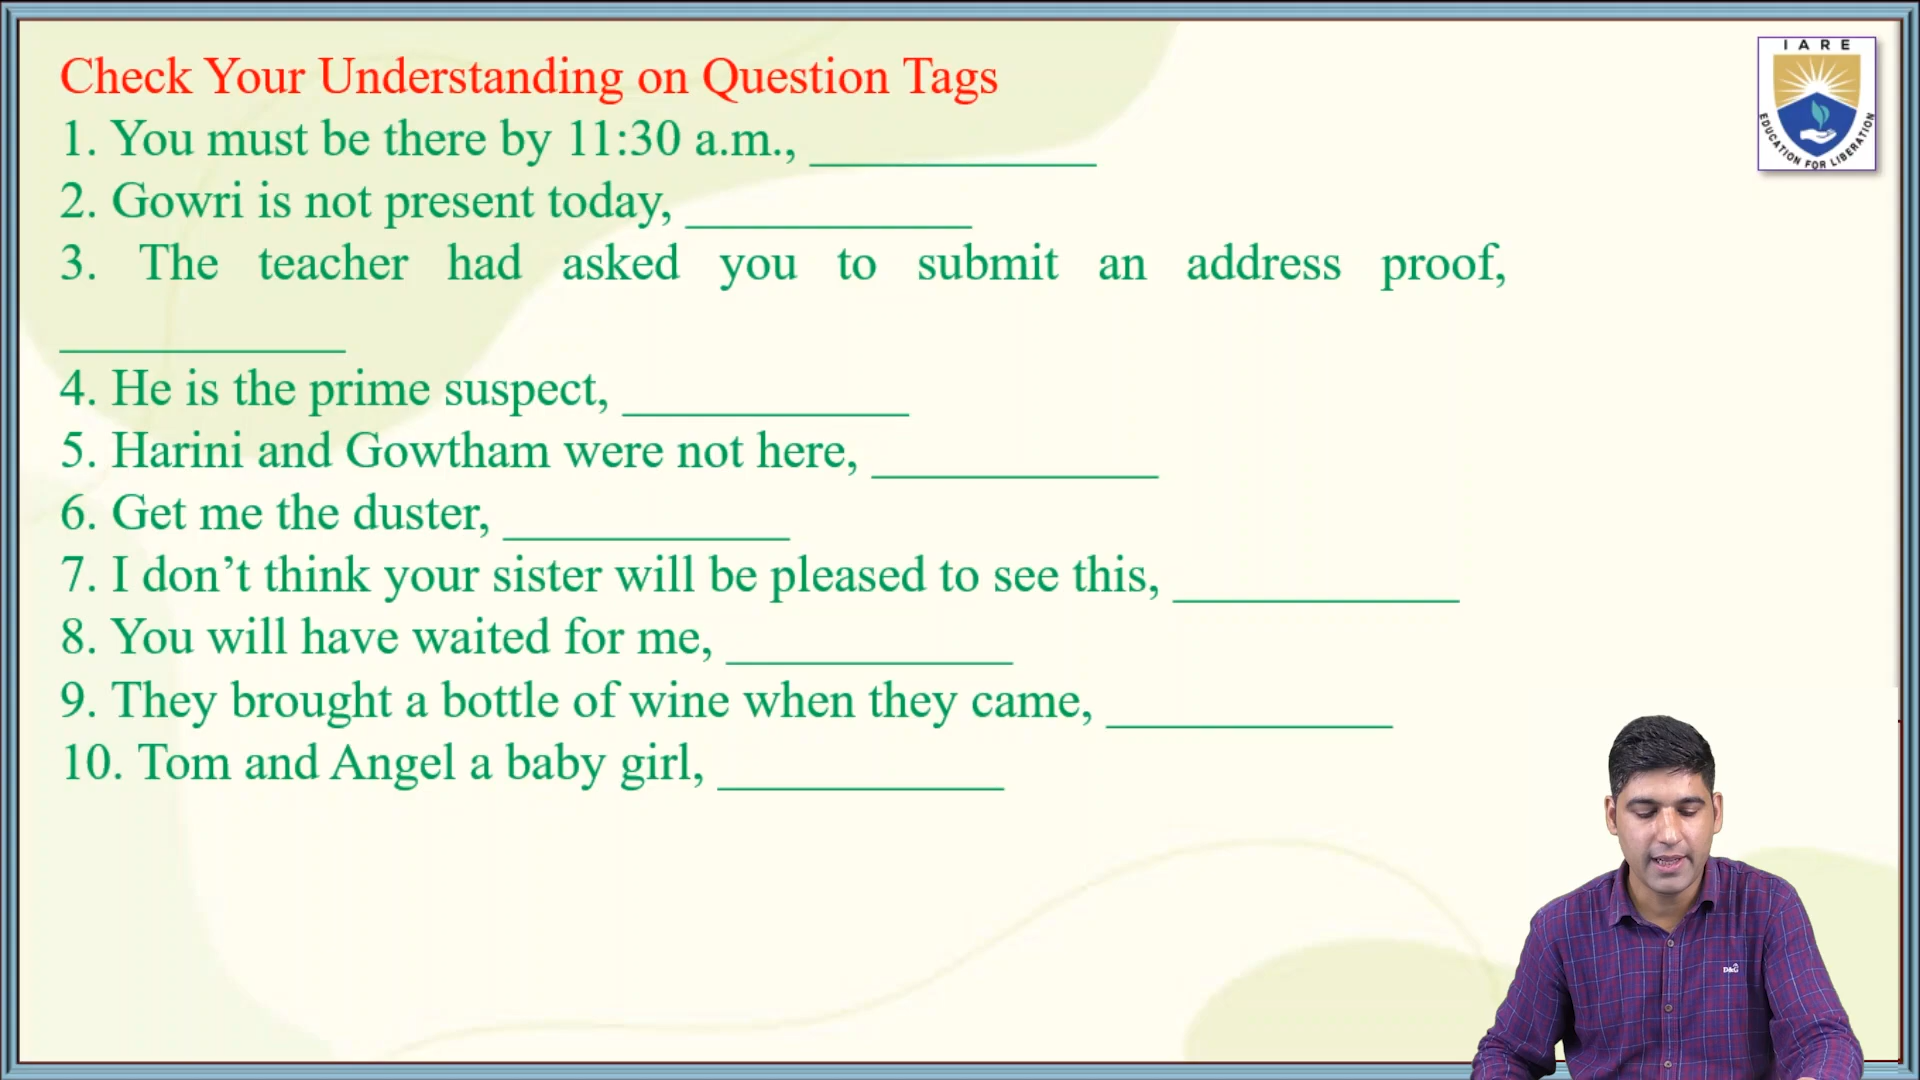 Check Your Understanding on Question Tags
1. You must be there by 11:30 a.m., ___________
2. Gowri is not present today, ___________
3. The teacher had asked you to submit an address proof,
___________
4. He is the prime suspect, ___________
5. Harini and Gowtham were not here, ___________
6. Get me the duster, ___________
7. I don’t think your sister will be pleased to see this, ___________
8. You will have waited for me, ___________
9. They brought a bottle of wine when they came, ___________
10. Tom and Angel a baby girl, ___________
IARE
EDUCATION FOR LIBERATION
D&G